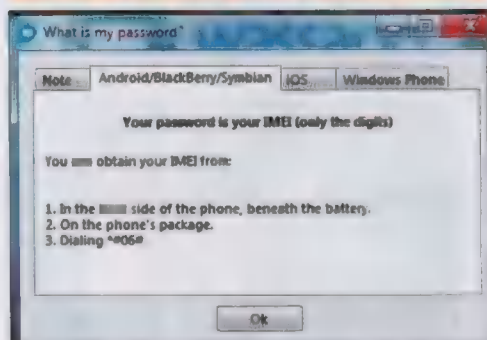 What is my password?
Note Android/BlackBerry/Symbian iOS Windows Phone
Your password is your IMEI (only the digits)
You obtain your IMEI from:
1. In the side of the phone, beneath the battery.
2. On the phone's package.
3. Dialing *#06#
Ok